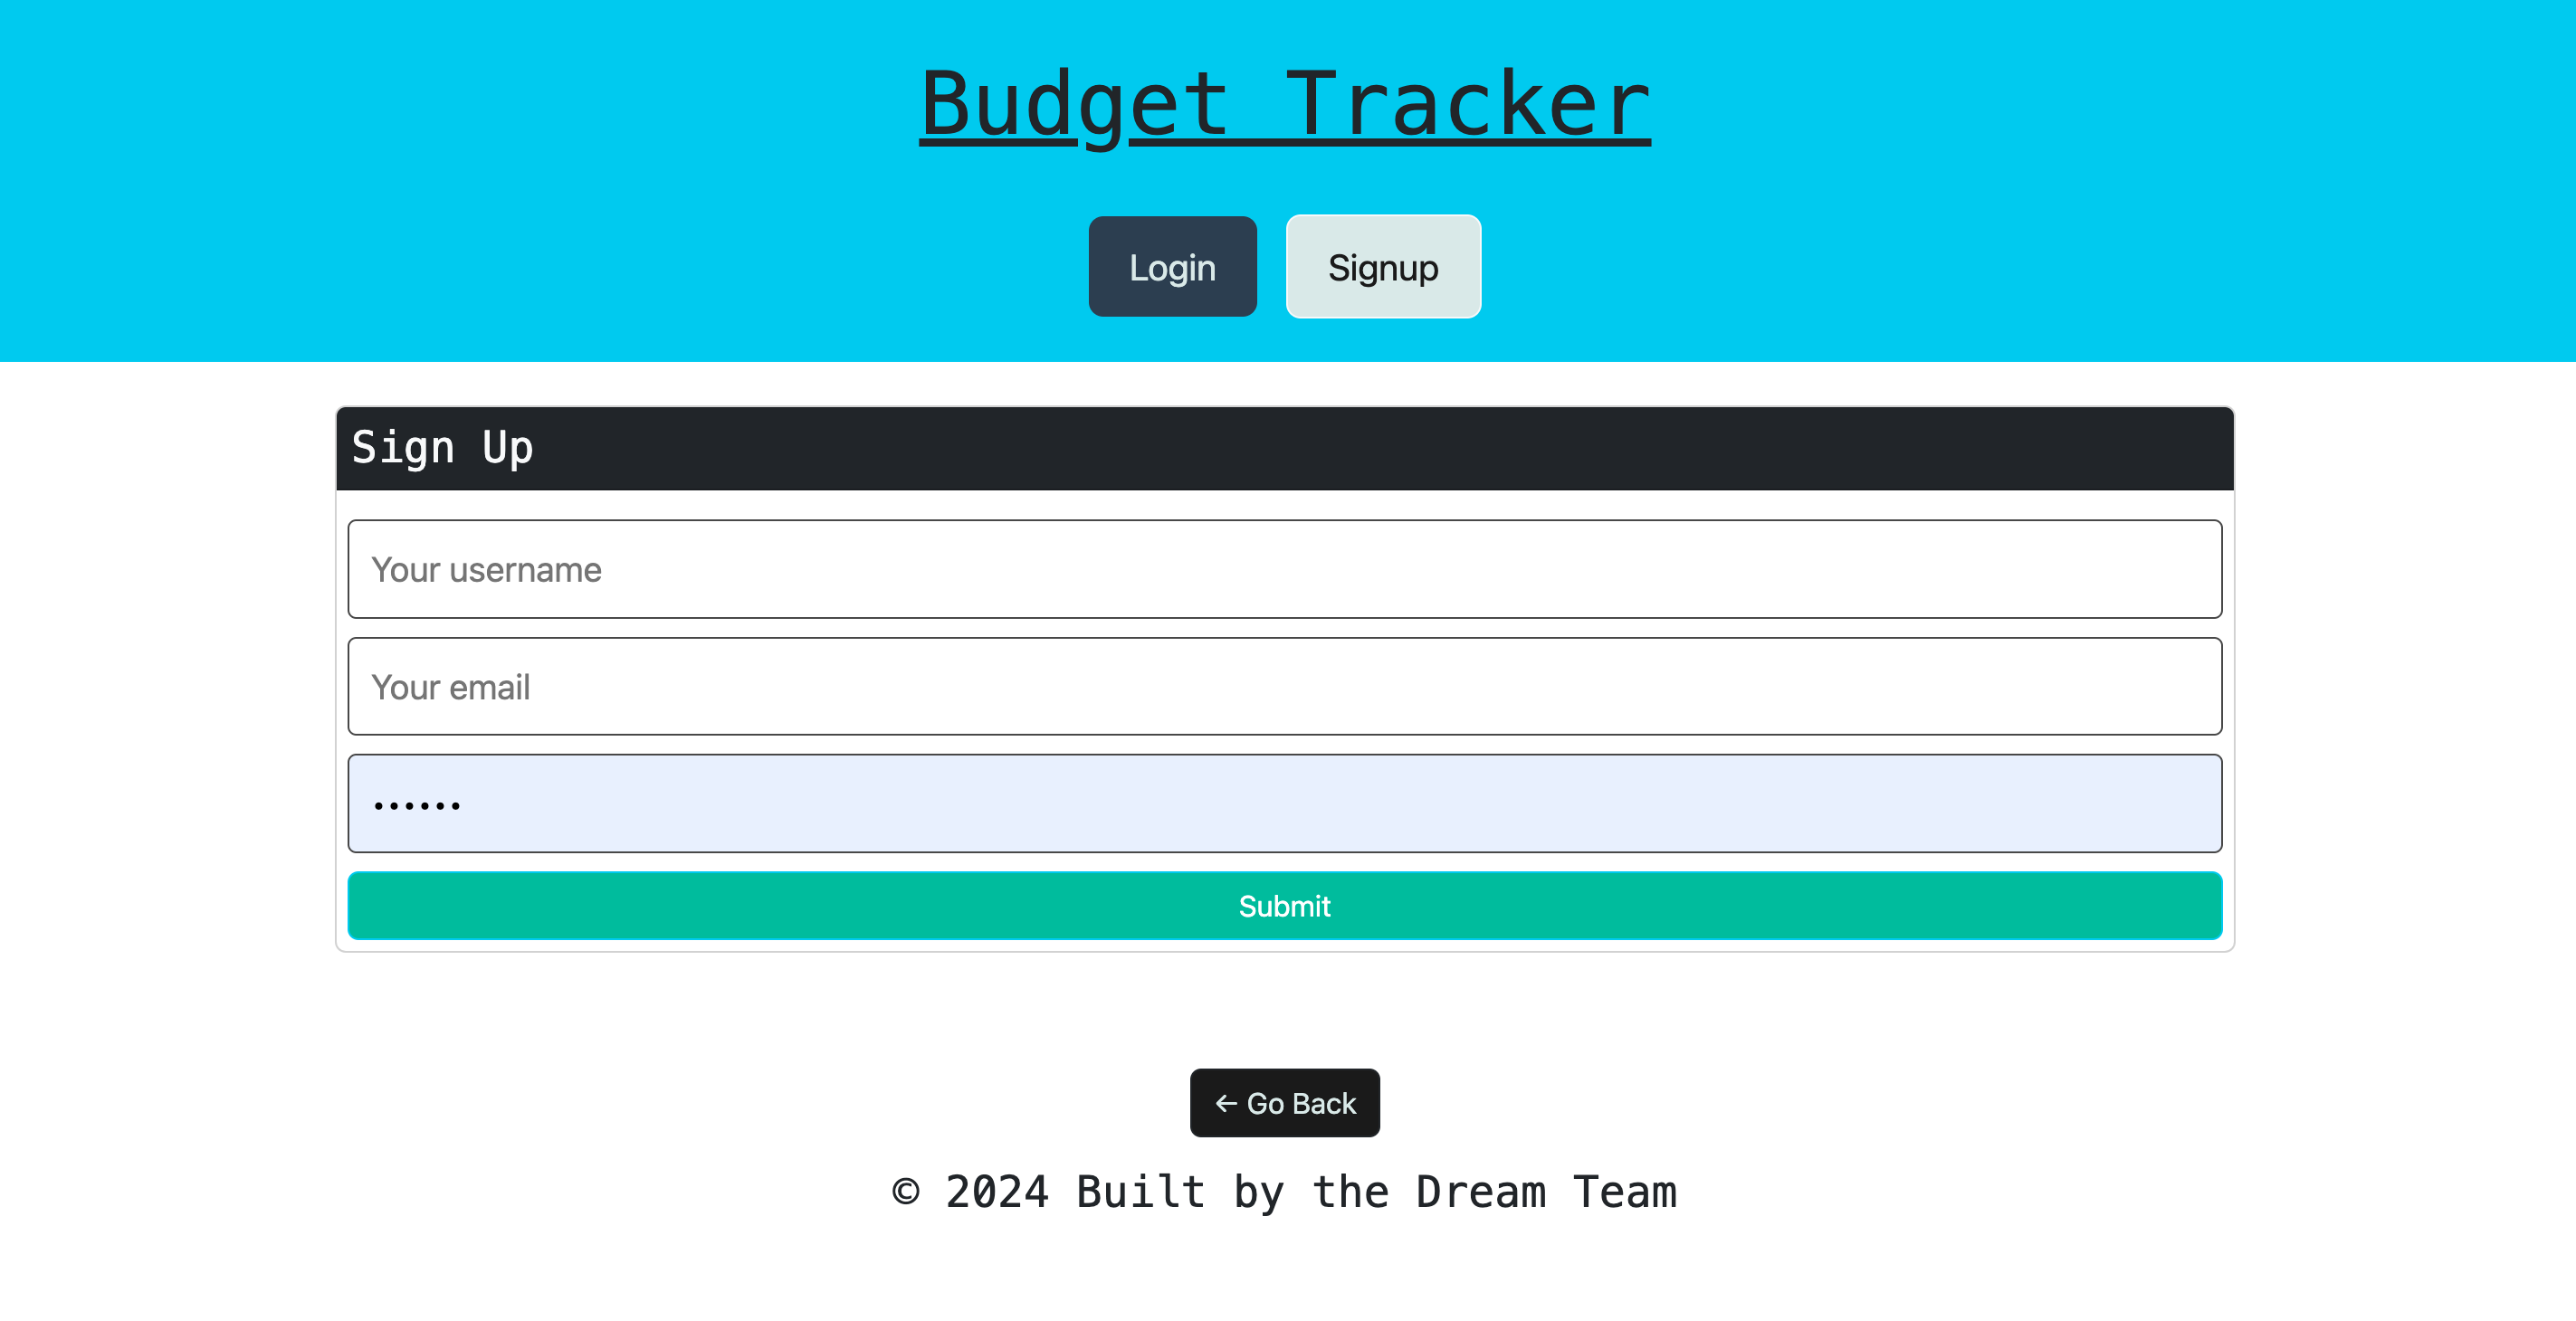 Budget Tracker
Login Signup
Sign Up
Your username
Your email
••••••
Submit
← Go Back
© 2024 Built by the Dream Team